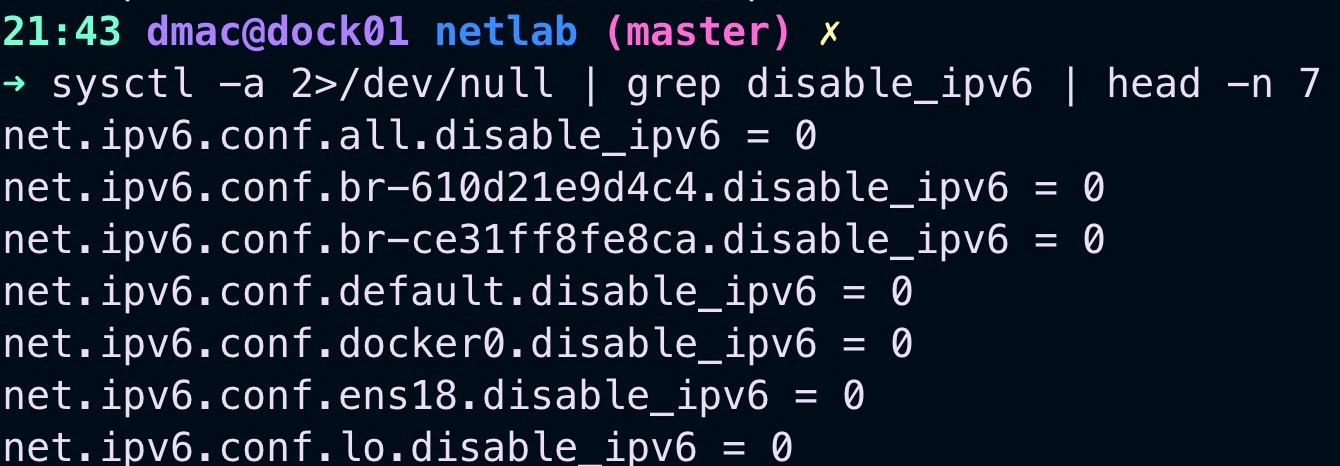 21:43 dmac@dock01 netlab (master) ✗
➜ sysctl -a 2>/dev/null | grep disable_ipv6 | head -n 7
net.ipv6.conf.all.disable_ipv6 = 0
net.ipv6.conf.br-610d21e9d4c4.disable_ipv6 = 0
net.ipv6.conf.br-ce31ff8fe8ca.disable_ipv6 = 0
net.ipv6.conf.default.disable_ipv6 = 0
net.ipv6.conf.docker0.disable_ipv6 = 0
net.ipv6.conf.ens18.disable_ipv6 = 0
net.ipv6.conf.lo.disable_ipv6 = 0